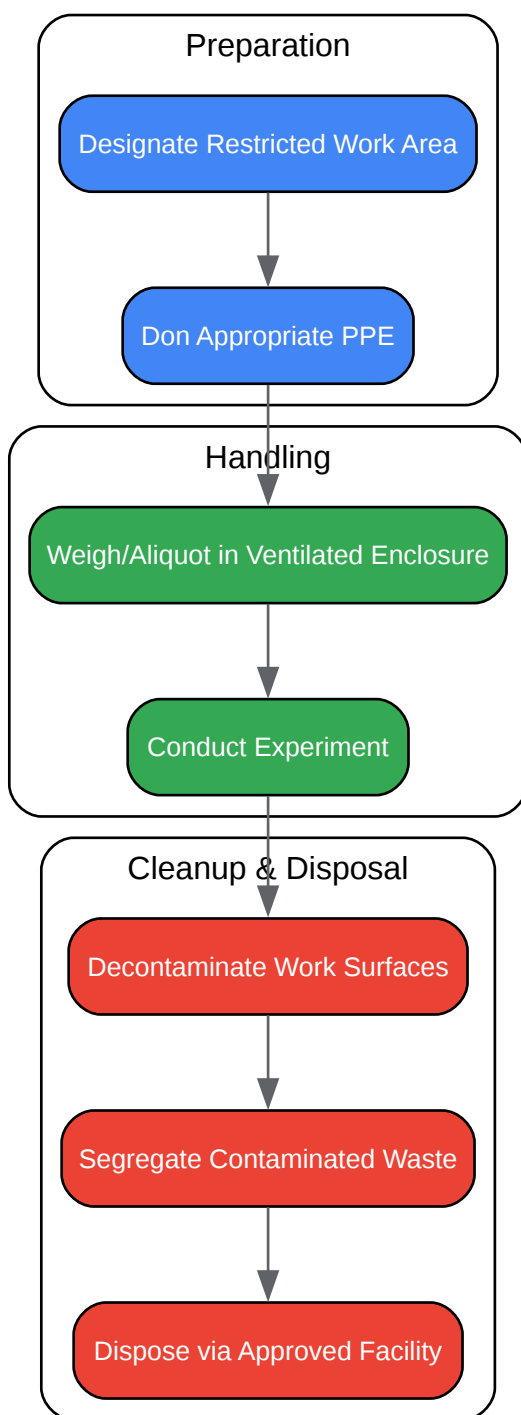 Preparation
Designate Restricted Work Area
Don Appropriate PPE
Handling
Weigh/Aliquot in Ventilated Enclosure
Conduct Experiment
Cleanup & Disposal
Decontaminate Work Surfaces
Segregate Contaminated Waste
Dispose via Approved Facility